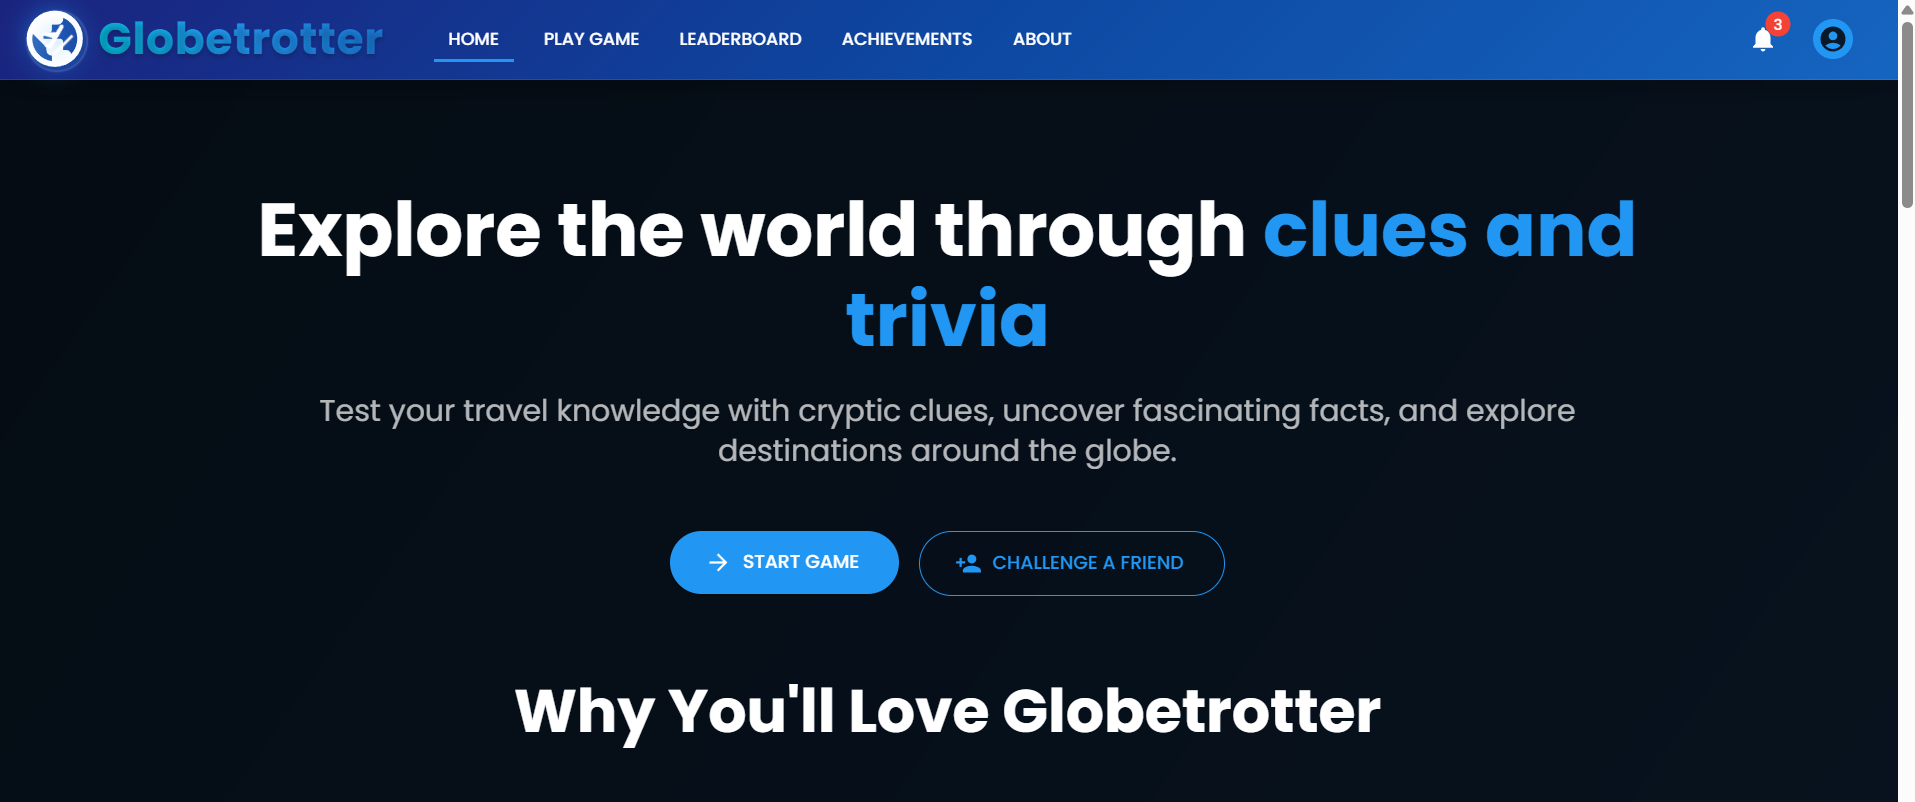 Globetrotter
HOME
PLAY GAME
LEADERBOARD
ACHIEVEMENTS
ABOUT
3
Explore the world through clues and
trivia
Test your travel knowledge with cryptic clues, uncover fascinating facts, and explore
destinations around the globe.
START GAME
CHALLENGE A FRIEND
Why You'll Love Globetrotter